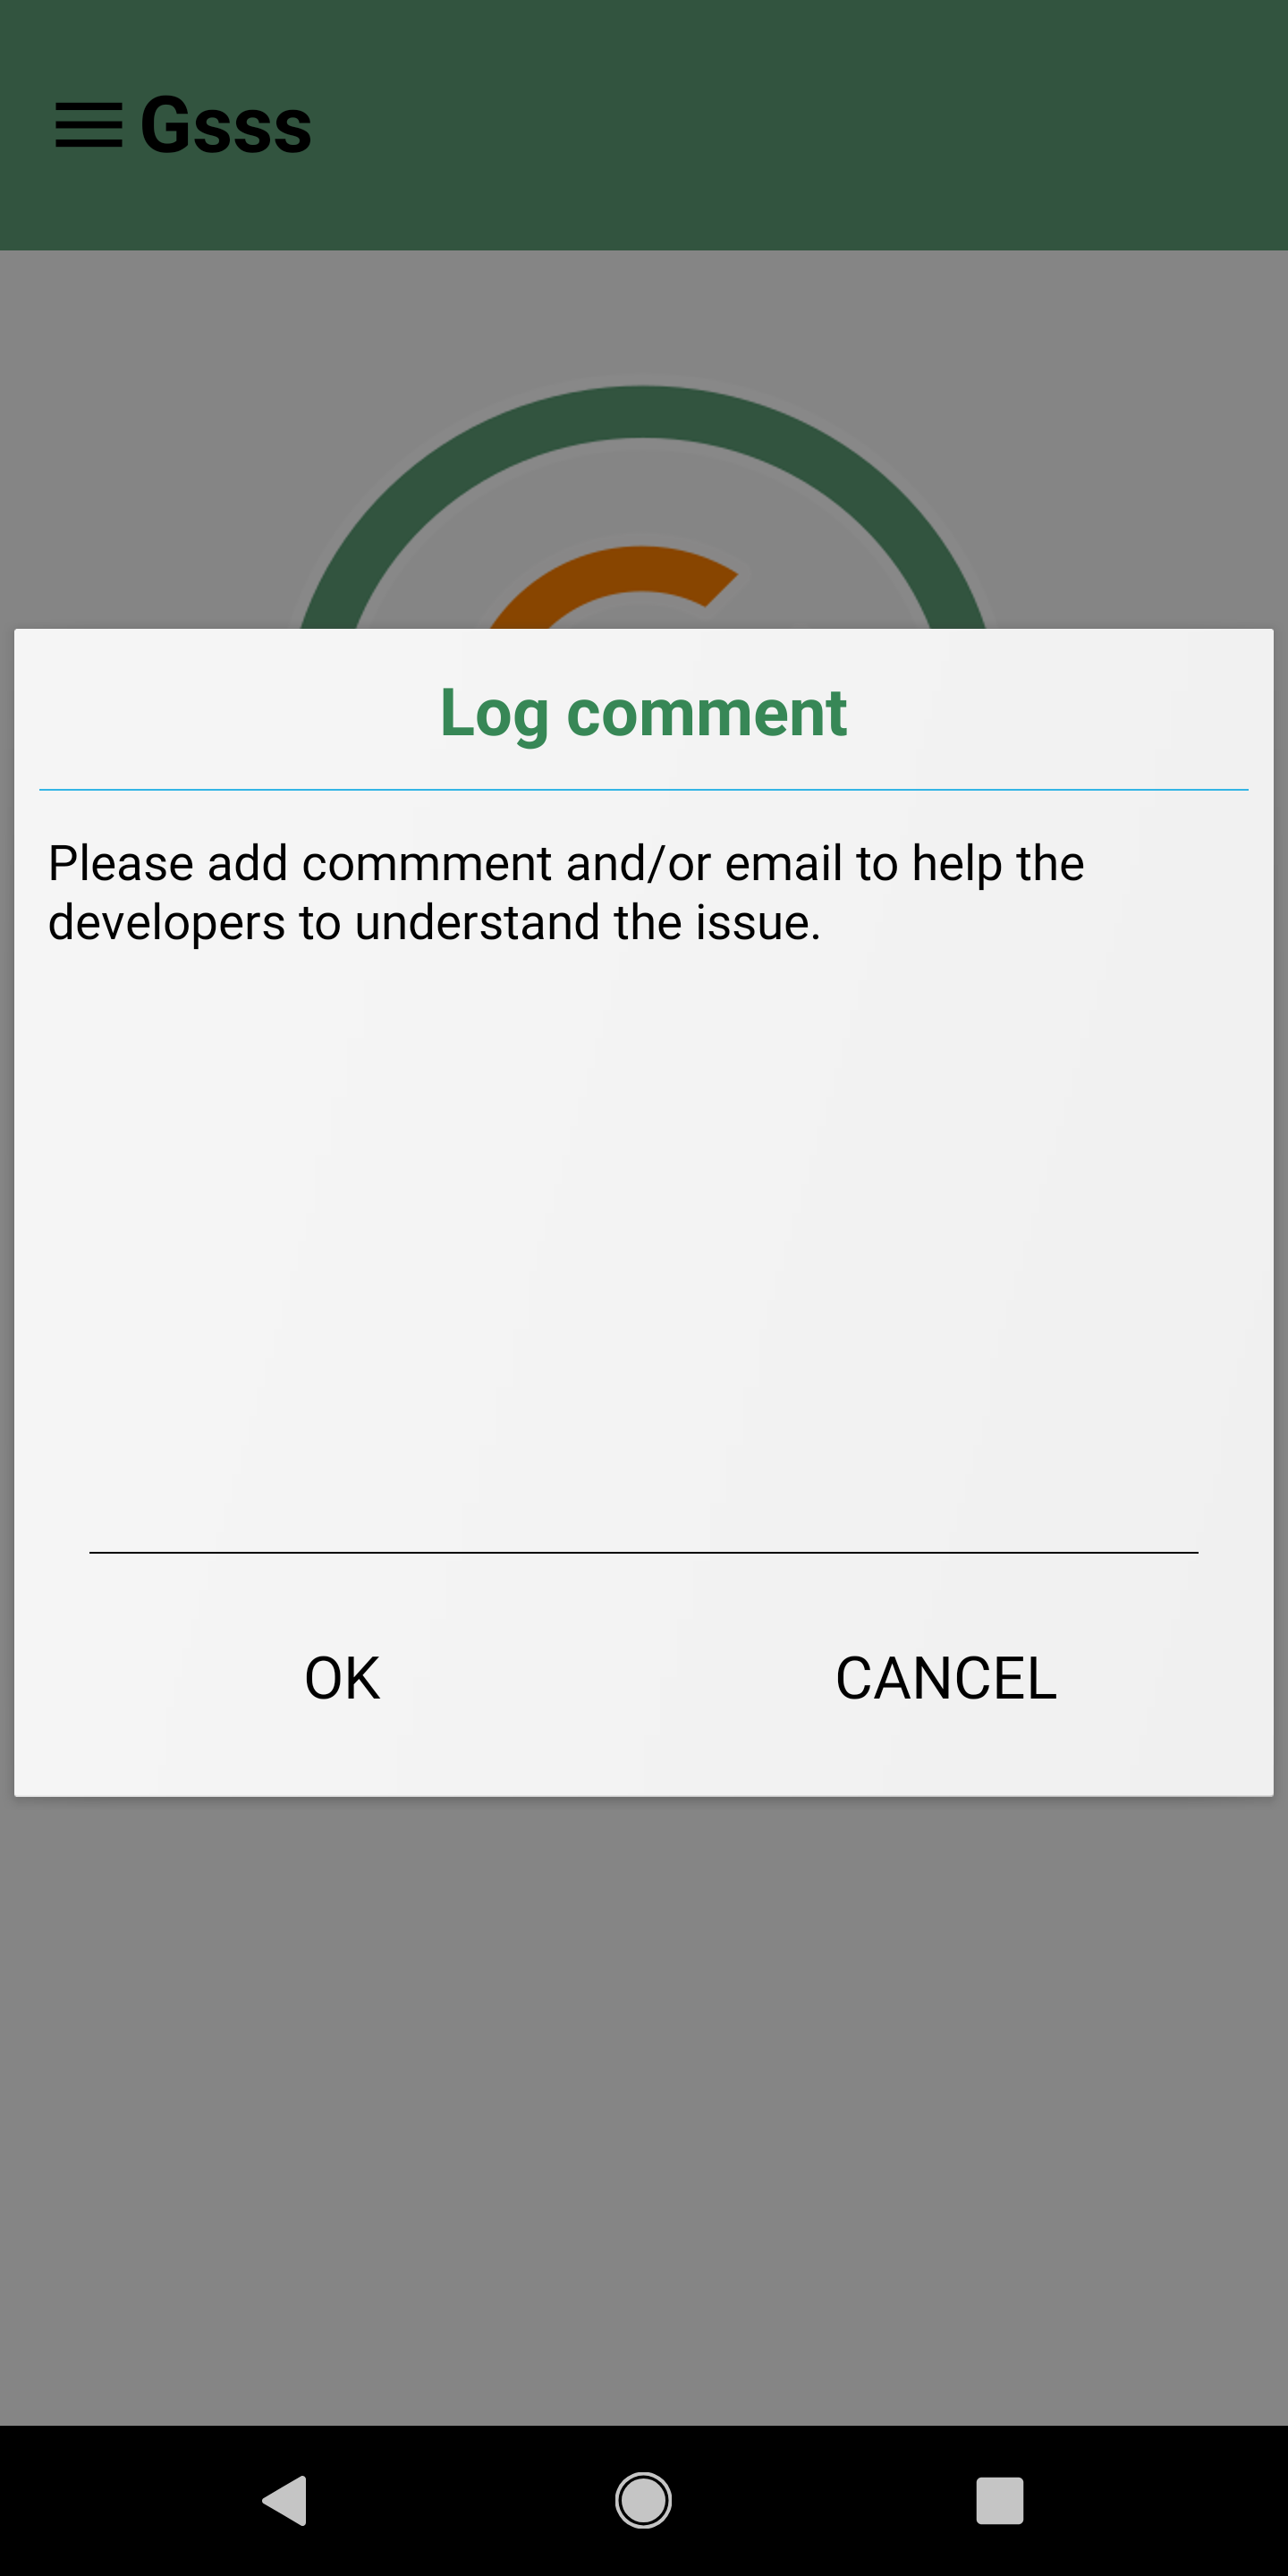 Gsss
Log comment
Please add commment and/or email to help the
developers to understand the issue.
OK
CANCEL